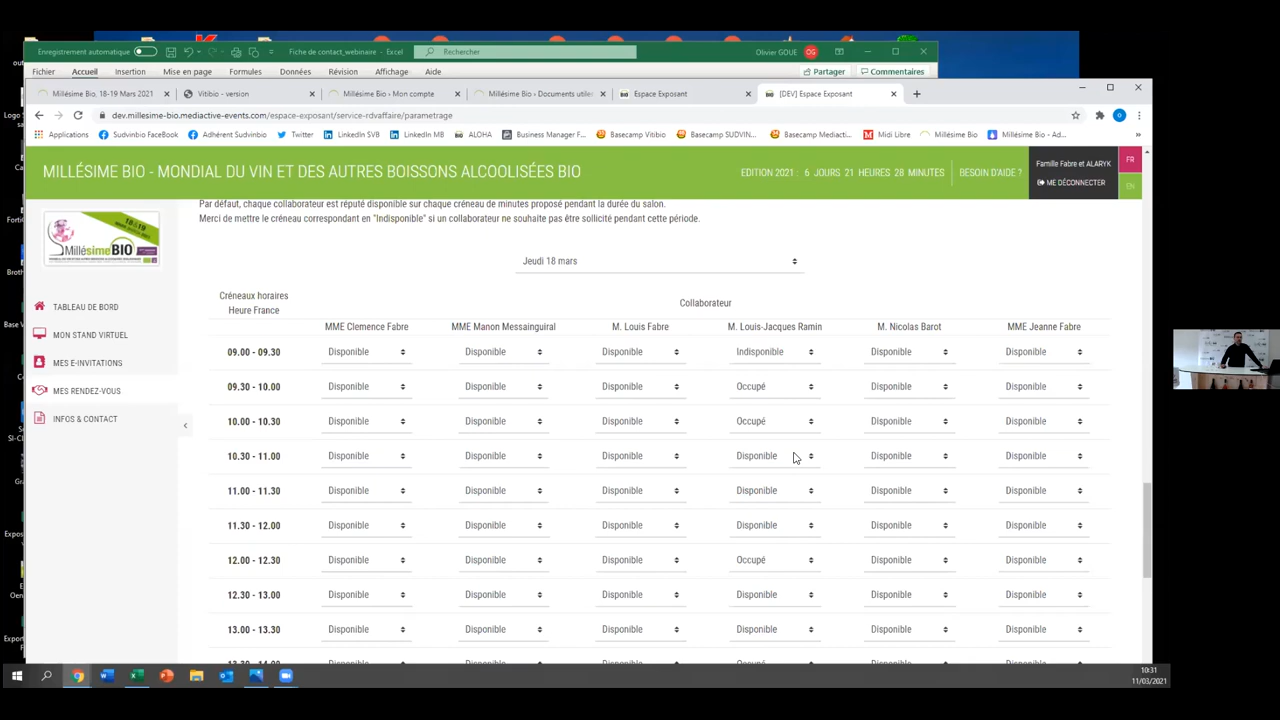 Enregistrement automatique
Fiche de contact_webinaire - Excel
Rechercher
Olivier GOUE
OG
Fichier Accueil Insertion Mise en page Formules Données Révision Affichage Aide
Partager Commentaires
Millésime Bio. 18-19 Mars 2021
Vitibio - version
Millésime Bio › Mon compte
Millésime Bio › Documents utiles
Espace Exposant
[DEV] Espace Exposant
dev.millesime-bio.mediactive-events.com/espace-exposant/service-rdvaffaire/parametrage
Applications Sudvinbio FaceBook Adhérent Sudvinbio Twitter LinkedIn SVB LinkedIn MB ALOHA Business Manager F... Basecamp Vitibio Basecamp SUDVIN... Basecamp Mediacti... Midi Libre Millésime Bio Millésime Bio - Ad...
MILLÉSIME BIO - MONDIAL DU VIN ET DES AUTRES BOISSONS ALCOOLISÉES BIO
EDITION 2021 : 6 JOURS 21 HEURES 28 MINUTES
BESOIN D'AIDE ?
Famille Fabre et ALARYK
ME DÉCONNECTER
FR
EN
18&19
MillésimeBIO
TABLEAU DE BORD
MON STAND VIRTUEL
MES E-INVITATIONS
MES RENDEZ-VOUS
INFOS & CONTACT
Par défaut, chaque collaborateur est réputé disponible sur chaque créneau de minutes proposé pendant la durée du salon.
Merci de mettre le créneau correspondant en "Indisponible" si un collaborateur ne souhaite pas être sollicité pendant cette période.
Jeudi 18 mars
Créneaux horaires
Heure France
Collaborateur
MME Clemence Fabre MME Manon Messainguiral M. Louis Fabre M. Louis-Jacques Ramin M. Nicolas Barot MME Jeanne Fabre
09.00 - 09.30 Disponible Disponible Disponible Indisponible Disponible Disponible
09.30 - 10.00 Disponible Disponible Disponible Occupé Disponible Disponible
10.00 - 10.30 Disponible Disponible Disponible Occupé Disponible Disponible
10.30 - 11.00 Disponible Disponible Disponible Disponible Disponible Disponible
11.00 - 11.30 Disponible Disponible Disponible Disponible Disponible Disponible
11.30 - 12.00 Disponible Disponible Disponible Disponible Disponible Disponible
12.00 - 12.30 Disponible Disponible Disponible Occupé Disponible Disponible
12.30 - 13.00 Disponible Disponible Disponible Disponible Disponible Disponible
13.00 - 13.30 Disponible Disponible Disponible Disponible Disponible Disponible
10:31
11/03/2021